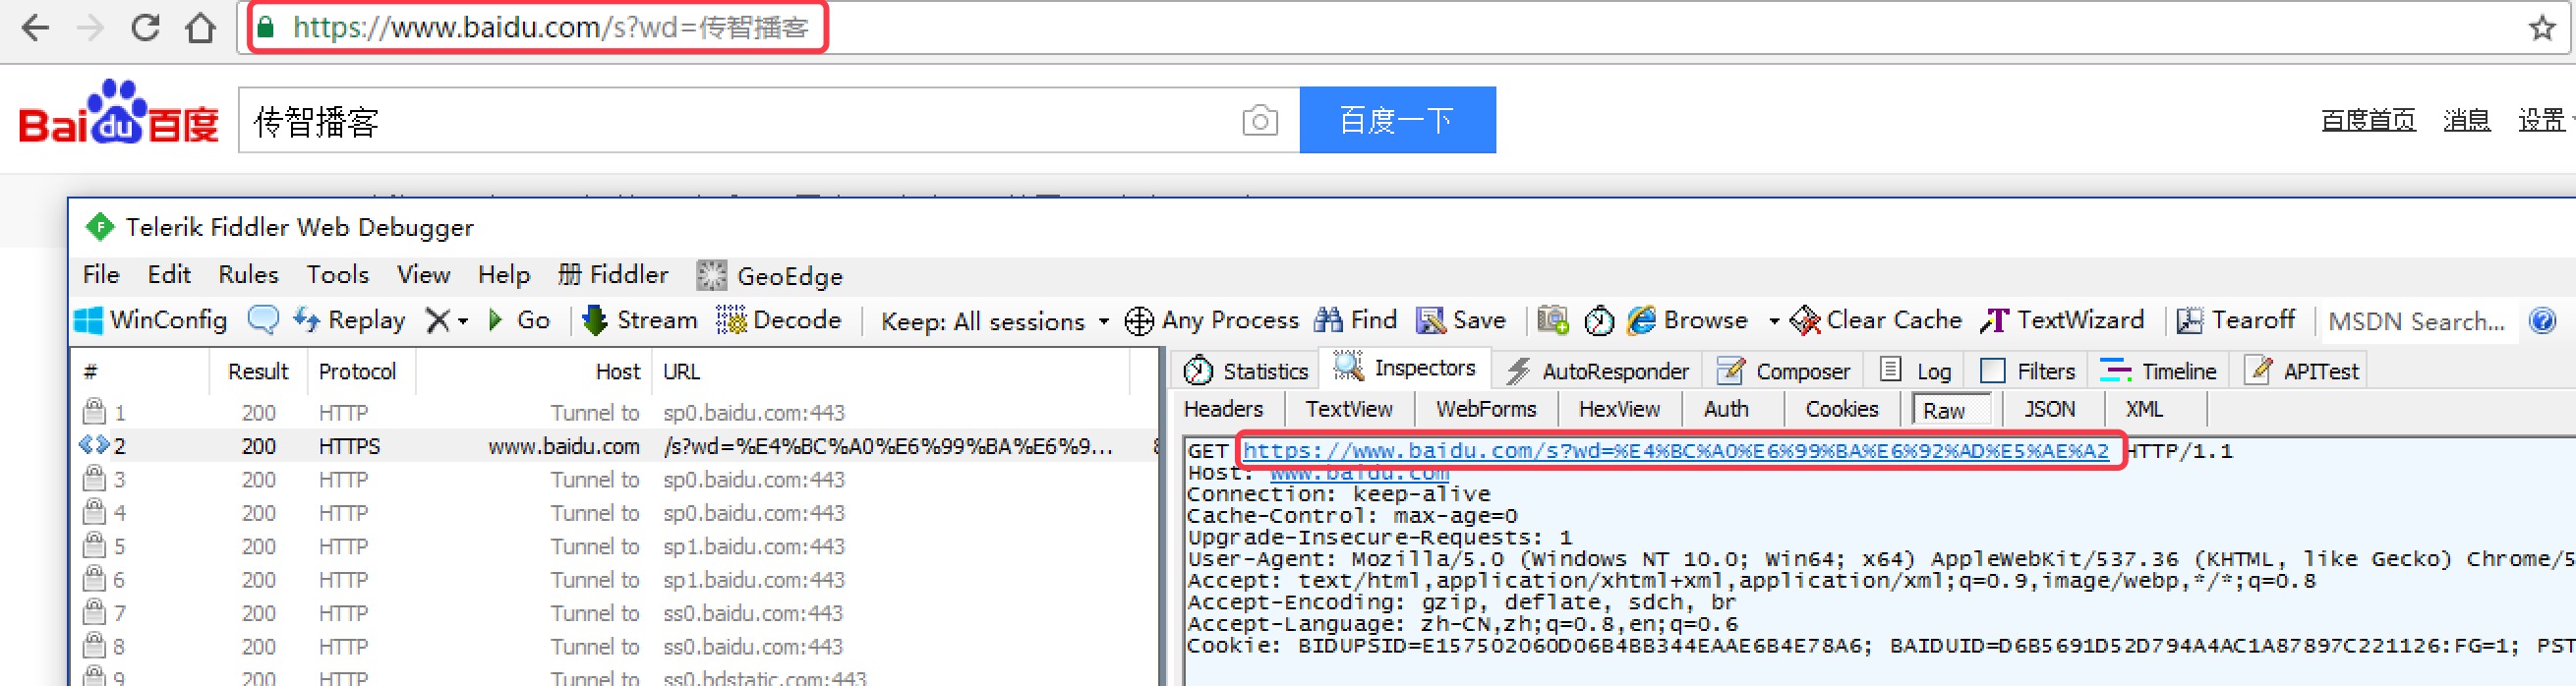 https://www.baidu.com/s?wd=传智播客
Bai du 百度 传智播客 百度一下 百度首页 消息 设置
Telerik Fiddler Web Debugger
File Edit Rules Tools View Help 册 Fiddler GeoEdge
WinConfig Replay Go Stream Decode Keep: All sessions Any Process Find Save Browse Clear Cache TextWizard Tearoff MSDN Search...
# Result Protocol Host URL
1 200 HTTP Tunnel to sp0.baidu.com:443
2 200 HTTPS www.baidu.com /s?wd=%E4%BC%A0%E6%99%BA%E6%9...
3 200 HTTP Tunnel to sp0.baidu.com:443
4 200 HTTP Tunnel to sp0.baidu.com:443
5 200 HTTP Tunnel to sp1.baidu.com:443
6 200 HTTP Tunnel to sp1.baidu.com:443
7 200 HTTP Tunnel to ss0.baidu.com:443
8 200 HTTP Tunnel to ss0.baidu.com:443
9 200 HTTP Tunnel to ss0.bdstatic.com:443
Statistics Inspectors AutoResponder Composer Log Filters Timeline APITest
Headers TextView WebForms HexView Auth Cookies Raw JSON XML
GET https://www.baidu.com/s?wd=%E4%BC%A0%E6%99%BA%E6%92%AD%E5%AE%A2 HTTP/1.1
Host: www.baidu.com
Connection: keep-alive
Cache-Control: max-age=0
Upgrade-Insecure-Requests: 1
User-Agent: Mozilla/5.0 (Windows NT 10.0; Win64; x64) AppleWebKit/537.36 (KHTML, like Gecko) Chrome/5
Accept: text/html,application/xhtml+xml,application/xml;q=0.9,image/webp,*/*;q=0.8
Accept-Encoding: gzip, deflate, sdch, br
Accept-Language: zh-CN,zh;q=0.8,en;q=0.6
Cookie: BIDUPSID=E157502060D06B4BB344EAAE6B4E78A6; BAIDUID=D6B5691D52D794A4AC1A87897C221126:FG=1; PST